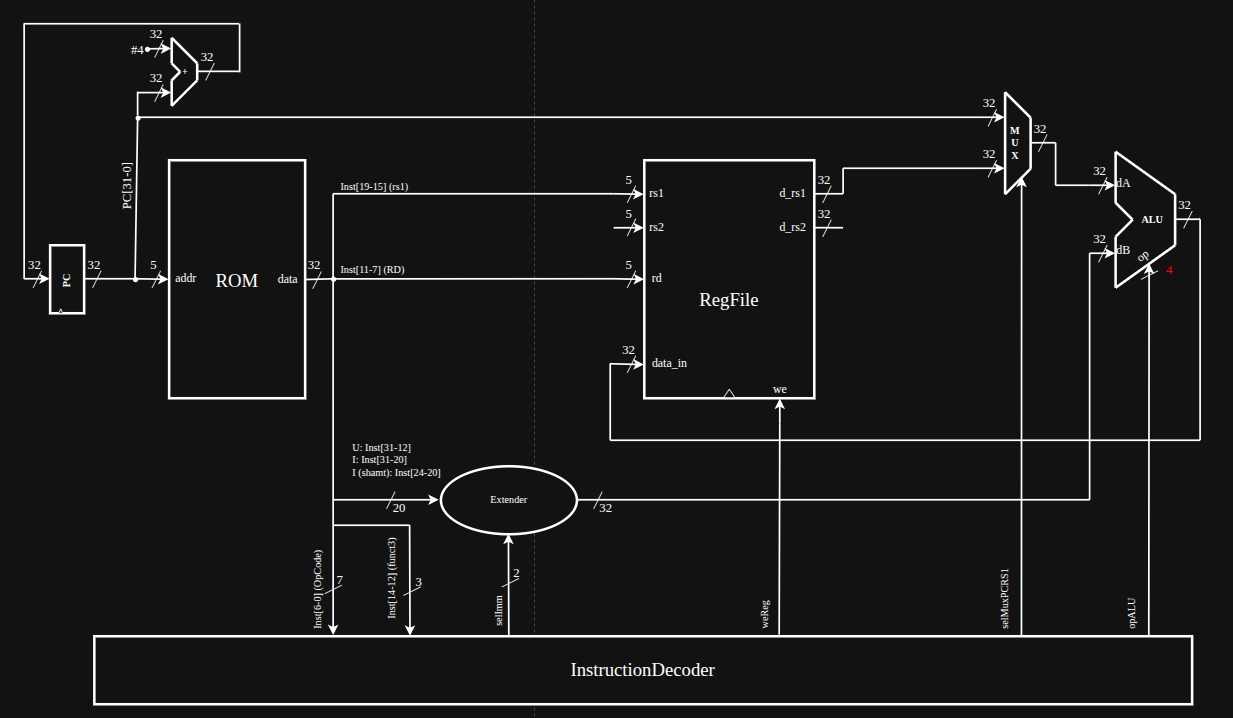 32
#4
32
+
32
32
PC[31-0]
32
PC
32
5
addr
ROM
data
32
Inst[19-15] (rs1)
5
rs1
5
rs2
Inst[11-7] (RD)
5
rd
RegFile
32
data_in
we
d_rs1
32
d_rs2
32
32
32
M
U
X
32
32
dA
32
dB
ALU
op
4
32
U: Inst[31-12]
I: Inst[31-20]
I (shamt): Inst[24-20]
20
Extender
32
Inst[6-0] (OpCode)
7
Inst[14-12] (funct3)
3
selImm
2
weReg
selMuxPCRS1
opALU
InstructionDecoder